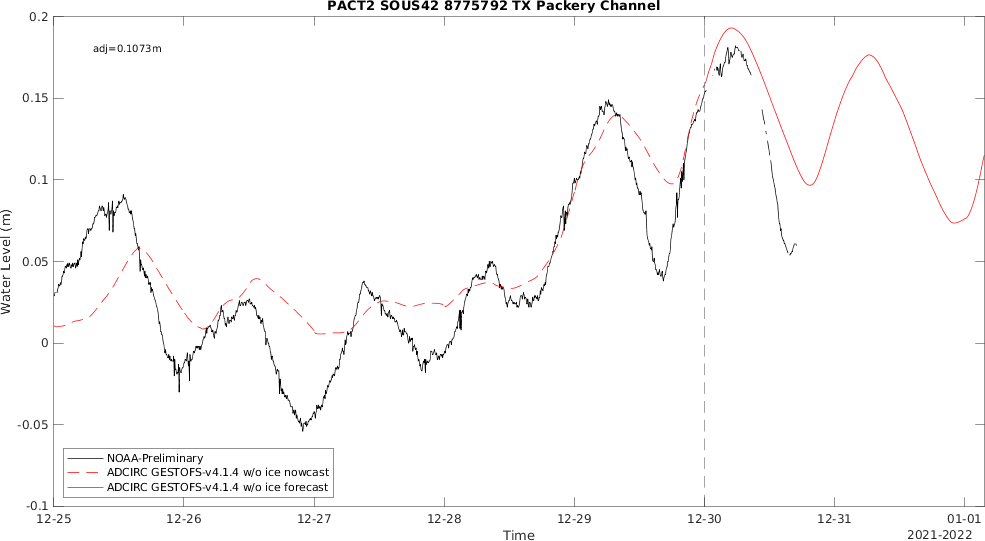 PACT2 SOUS42 8775792 TX Packery Channel
adj=0.1073m
0.2
0.15
0.1
0.05
0
-0.05
-0.1
Water Level (m)
NOAA-Preliminary
ADCIRC GESTOFS-v4.1.4 w/o ice nowcast
ADCIRC GESTOFS-v4.1.4 w/o ice forecast
12-25 12-26 12-27 12-28 12-29 12-30 12-31 01-01
Time
2021-2022